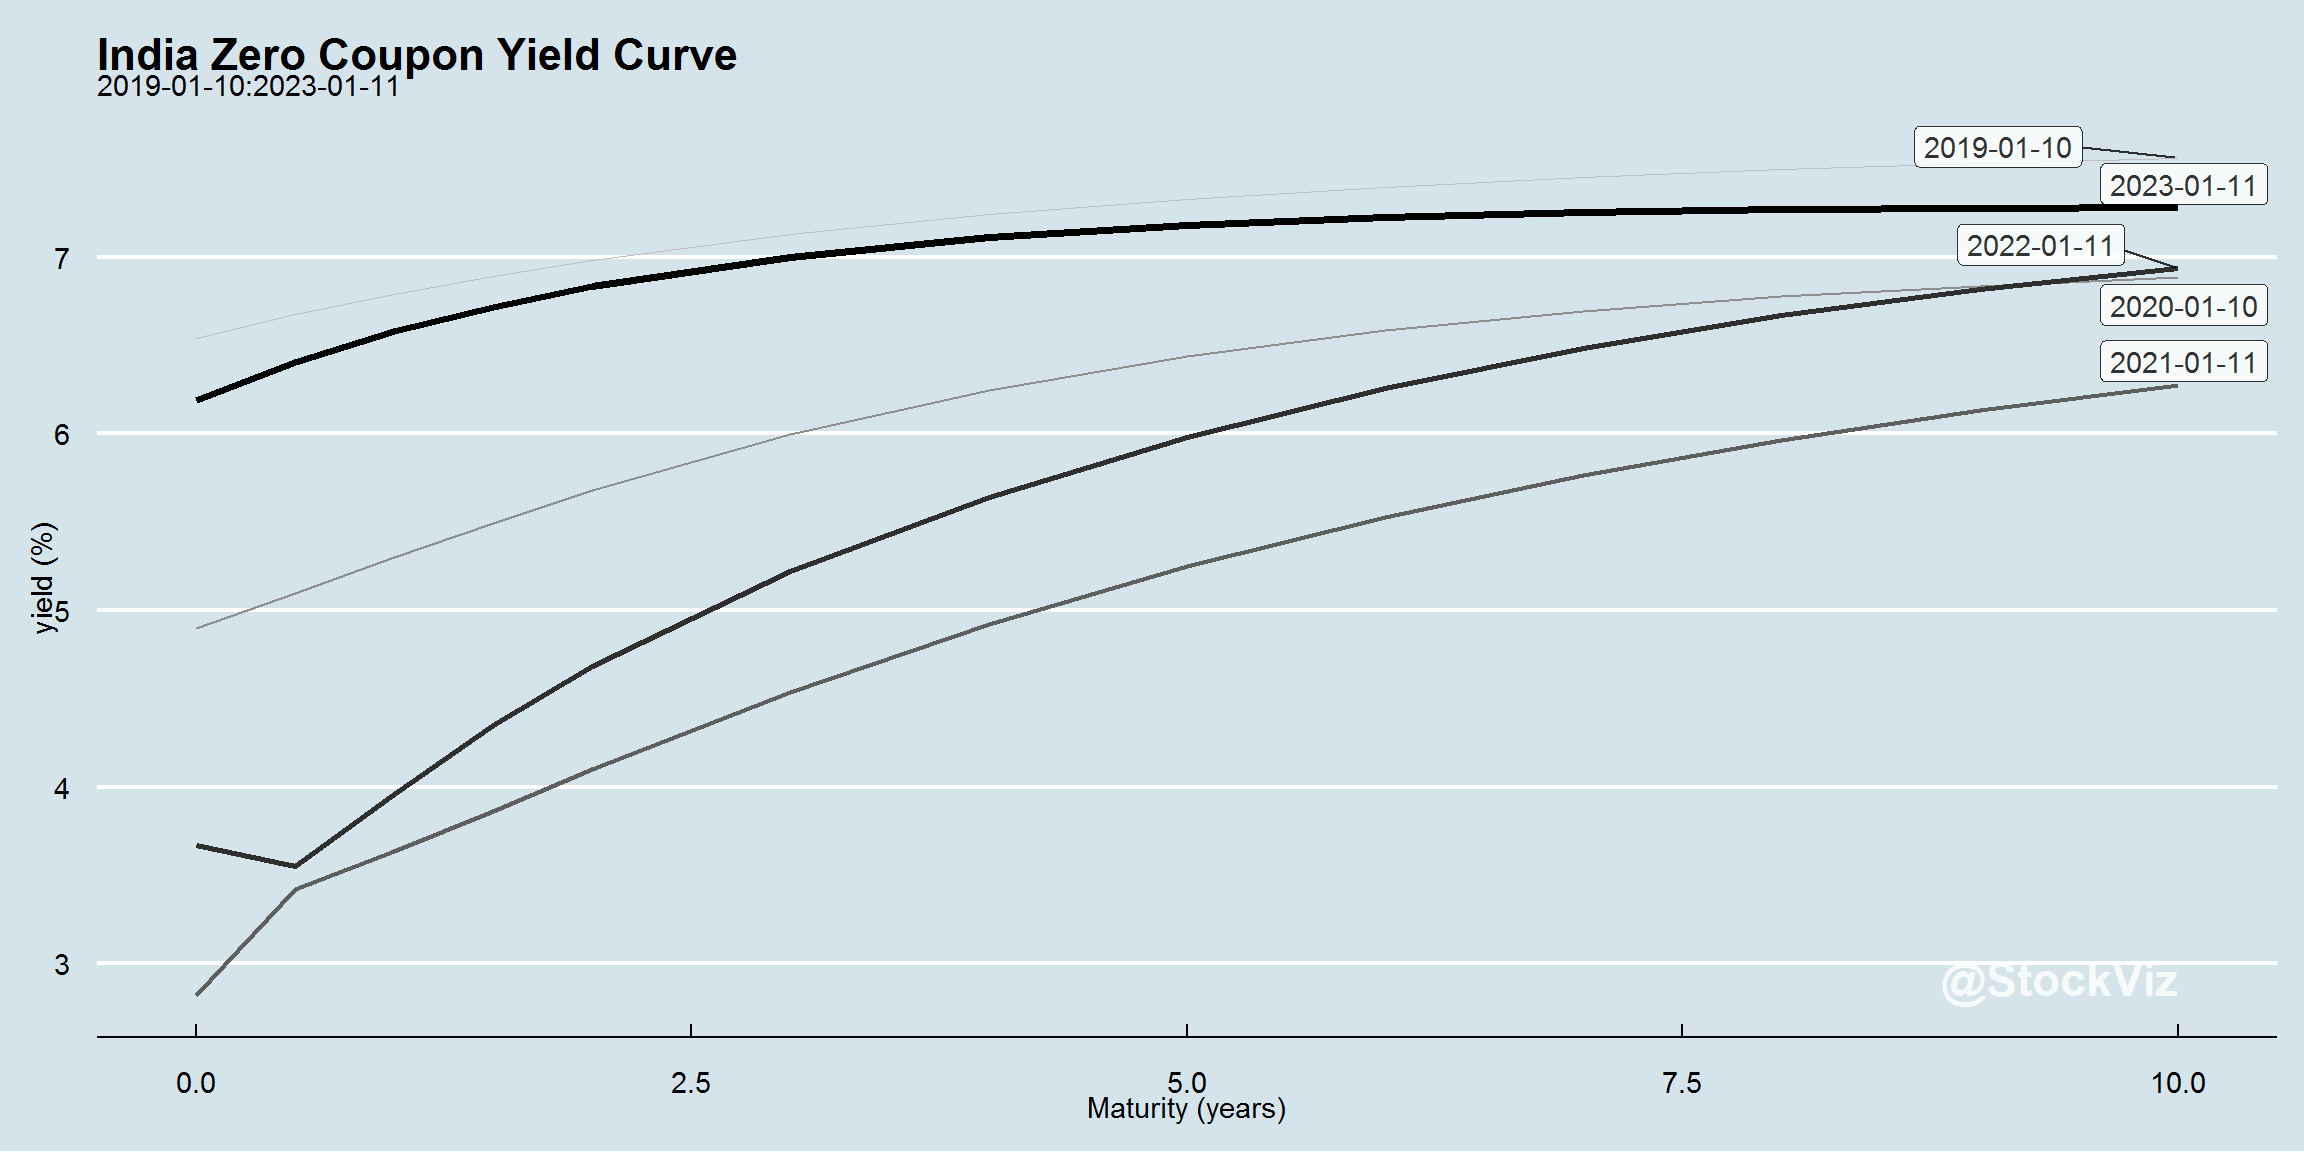 India Zero Coupon Yield Curve
2019-01-10:2023-01-11
2019-01-10
2023-01-11
2022-01-11
2020-01-10
2021-01-11
7
6
5
4
3
yield (%)
@StockViz
0.0 2.5 5.0 7.5 10.0
Maturity (years)